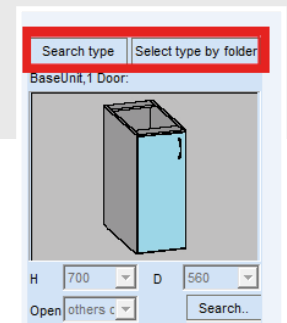 Search type Select type by folder
BaseUnit,1 Door:
H 700 D 560
Open others c Search..